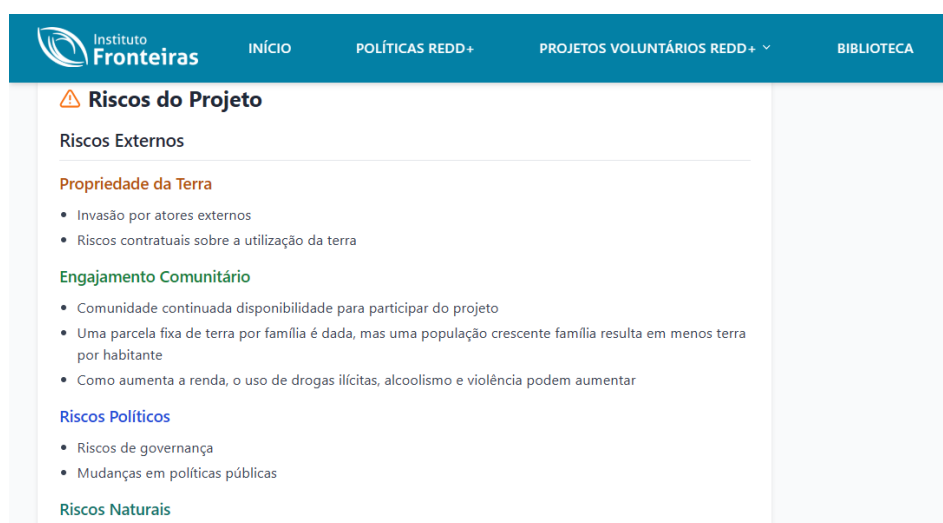 Instituto
Fronteiras
INÍCIO
POLÍTICAS REDD+
PROJETOS VOLUNTÁRIOS REDD+
BIBLIOTECA
Riscos do Projeto
Riscos Externos
Propriedade da Terra
• Invasão por atores externos
• Riscos contratuais sobre a utilização da terra
Engajamento Comunitário
• Comunidade continuada disponibilidade para participar do projeto
• Uma parcela fixa de terra por família é dada, mas uma população crescente família resulta em menos terra
por habitante
• Como aumenta a renda, o uso de drogas ilícitas, alcoolismo e violência podem aumentar
Riscos Políticos
• Riscos de governança
• Mudanças em políticas públicas
Riscos Naturais